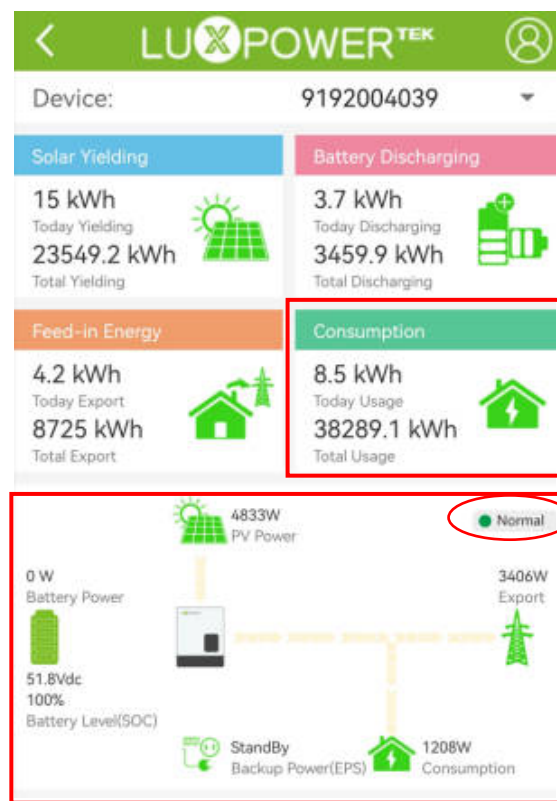 LUXPOWERTEK
Device: 9192004039
Solar Yielding
15 kWh
Today Yielding
23549.2 kWh
Total Yielding
Battery Discharging
3.7 kWh
Today Discharging
3459.9 kWh
Total Discharging
Feed-in Energy
4.2 kWh
Today Export
8725 kWh
Total Export
Consumption
8.5 kWh
Today Usage
38289.1 kWh
Total Usage
4833W
PV Power
Normal
0 W
Battery Power
3406W
Export
51.8Vdc
100%
Battery Level(SOC)
StandBy
Backup Power(EPS)
1208W
Consumption